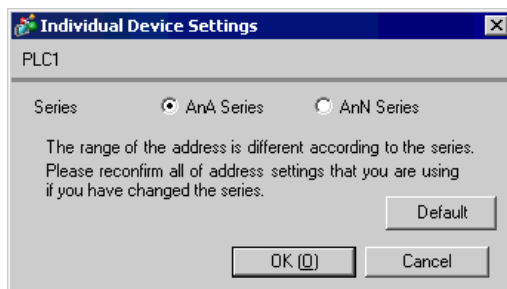 Individual Device Settings
PLC1
Series AnA Series AnN Series
The range of the address is different according to the series.
Please reconfirm all of address settings that you are using
if you have changed the series.
Default
OK (O) Cancel